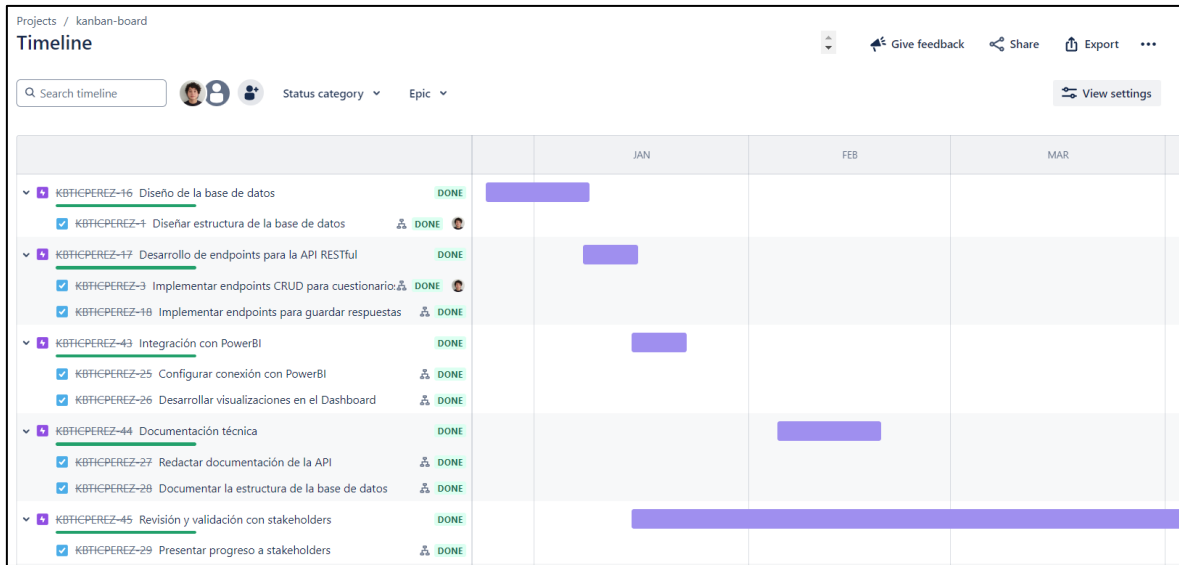 Projects / kanban-board
Timeline
Give feedback
Share
Export
Search timeline
Status category
Epic
View settings
JAN FEB MAR
KBTICPEREZ-16 Diseño de la base de datos DONE
KBTICPEREZ-1 Diseñar estructura de la base de datos DONE
KBTICPEREZ-17 Desarrollo de endpoints para la API RESTful DONE
KBTICPEREZ-3 Implementar endpoints CRUD para cuestionario DONE
KBTICPEREZ-18 Implementar endpoints para guardar respuestas DONE
KBTICPEREZ-43 Integración con PowerBI DONE
KBTICPEREZ-25 Configurar conexión con PowerBI DONE
KBTICPEREZ-26 Desarrollar visualizaciones en el Dashboard DONE
KBTICPEREZ-44 Documentación técnica DONE
KBTICPEREZ-27 Redactar documentación de la API DONE
KBTICPEREZ-28 Documentar la estructura de la base de datos DONE
KBTICPEREZ-45 Revisión y validación con stakeholders DONE
KBTICPEREZ-29 Presentar progreso a stakeholders DONE